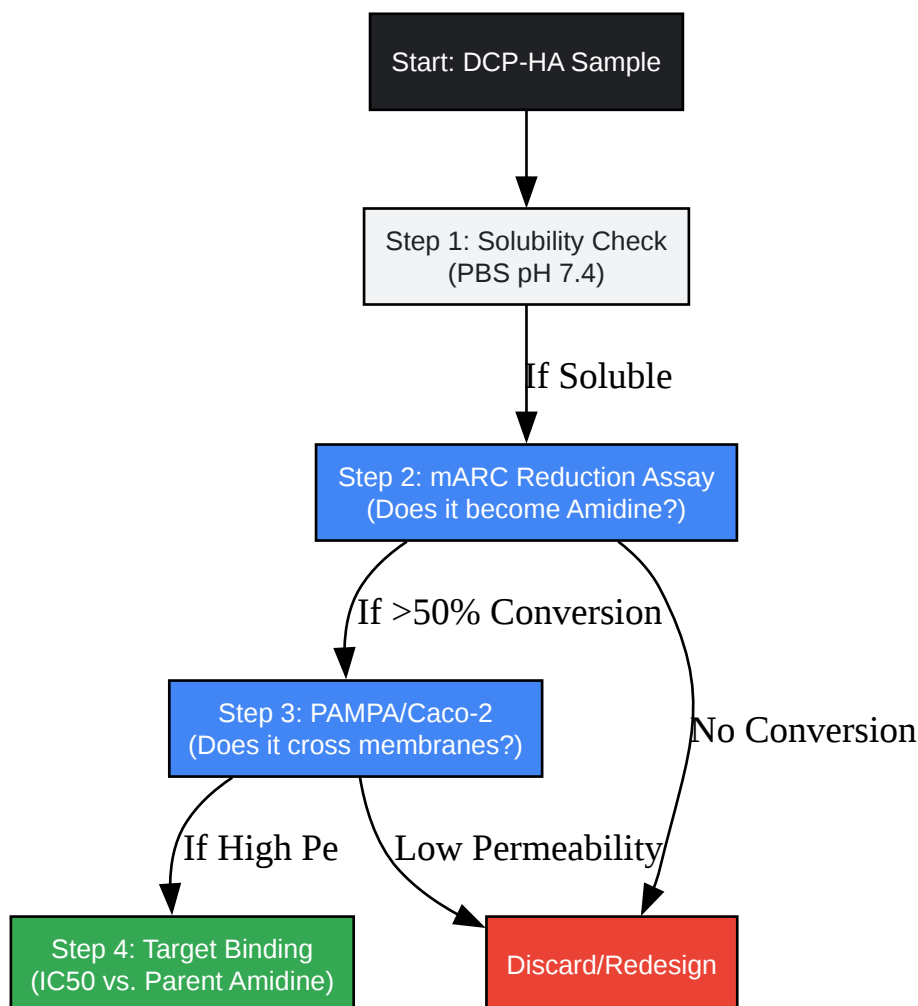 Start: DCP-HA Sample
Step 1: Solubility Check
(PBS pH 7.4)
If Soluble
Step 2: mARC Reduction Assay
(Does it become Amidine?)
If >50% Conversion
Step 3: PAMPA/Caco-2
(Does it cross membranes?)
No Conversion
If High Pe
Low Permeability
Step 4: Target Binding
(IC50 vs. Parent Amidine)
Discard/Redesign